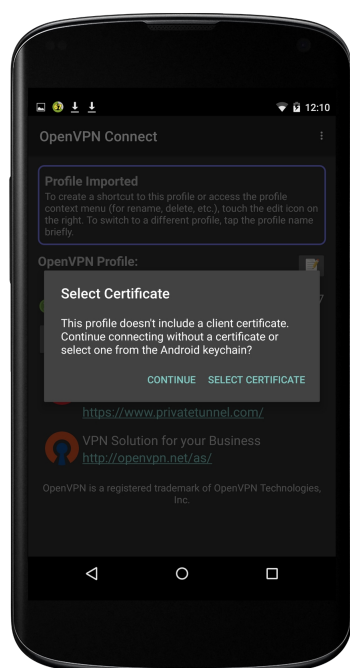 12:10
OpenVPN Connect
Profile Imported
To create a shortcut to this profile or access the profile
context menu (for rename, delete, etc.), touch the edit icon on
the right. To switch to a different profile, tap the profile name
briefly.
OpenVPN Profile:
7
Select Certificate
This profile doesn't include a client certificate.
Continue connecting without a certificate or
select one from the Android keychain?
CONTINUE SELECT CERTIFICATE
https://www.privatetunnel.com/
VPN Solution for your Business
http://openvpn.net/as/
OpenVPN is a registered trademark of OpenVPN Technologies,
Inc.